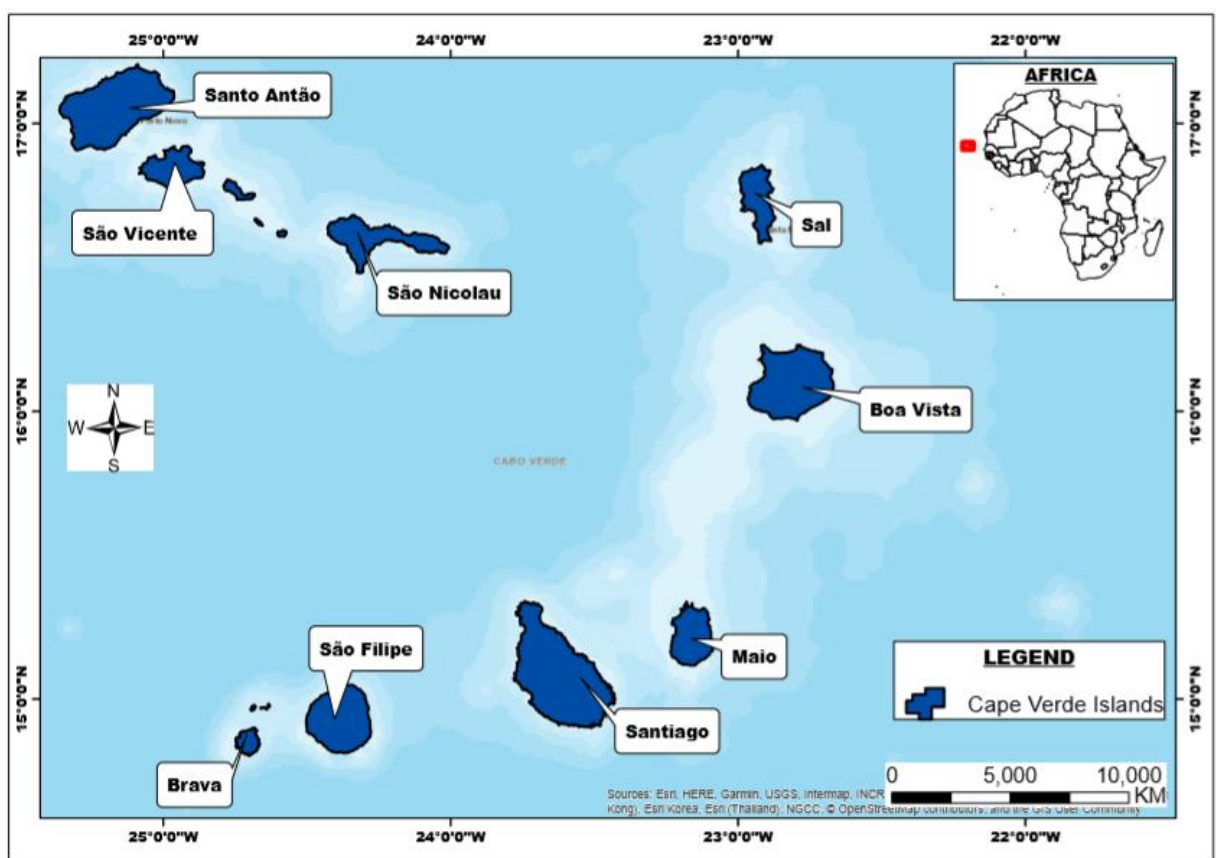 25°0'0"W 24°0'0"W 23°0'0"W 22°0'0"W
AFRICA
Santo Antão
Porto Novo
17°0'0"N
17°0'0"N
São Vicente
Sal
São Nicolau
N
W E
S
Boa Vista
16°0'0"N
16°0'0"N
CABO VERDE
São Filipe
Maio
LEGEND
Cape Verde Islands
15°0'0"N
15°0'0"N
Santiago
Brava
0 5,000 10,000
KM
Sources: Esri, HERE, Garmin, USGS, Intermap, INCR
Kong), Esri Korea, Esri (Thailand), NGCC, © OpenStreetMap contributors, and the GIS User Community
25°0'0"W 24°0'0"W 23°0'0"W 22°0'0"W